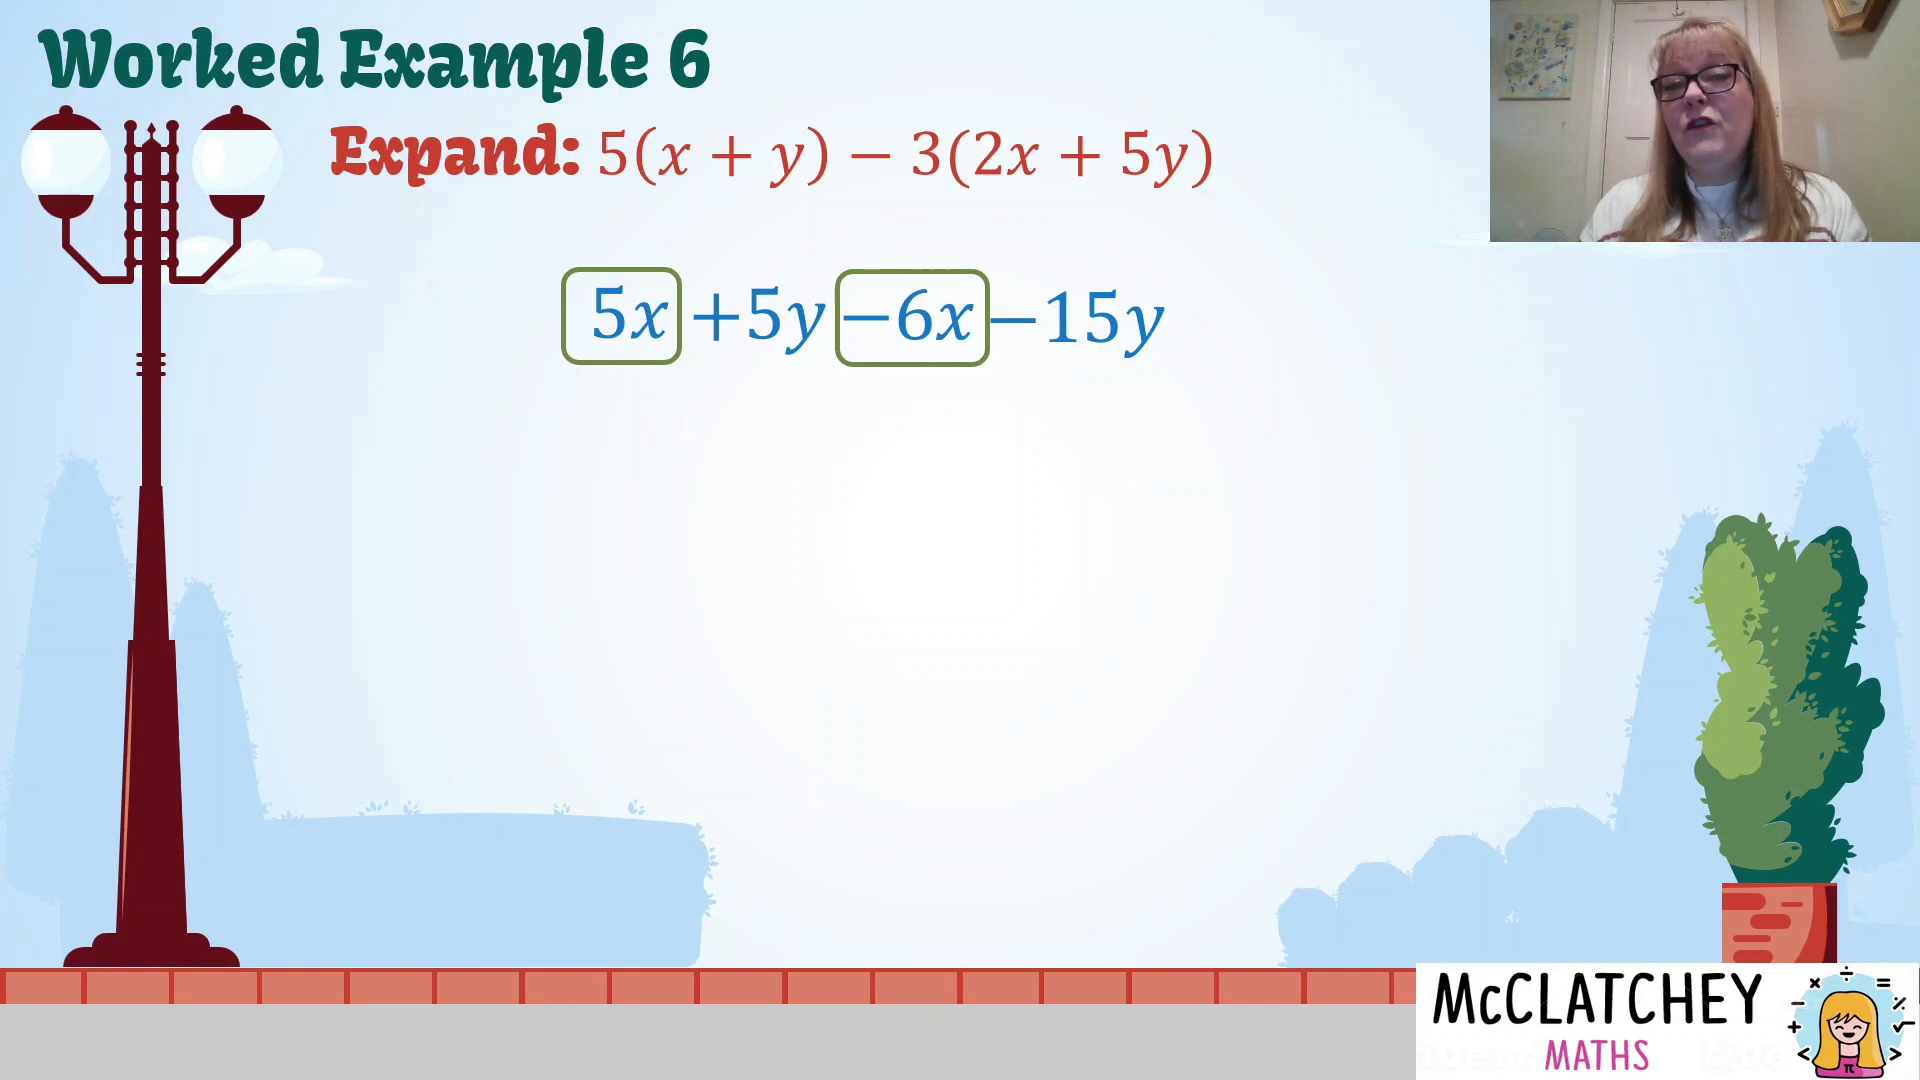 Worked Example 6
Expand: 5(x + y) − 3(2x + 5y)
5x +5y −6x −15y
McCLATCHEY
MATHS